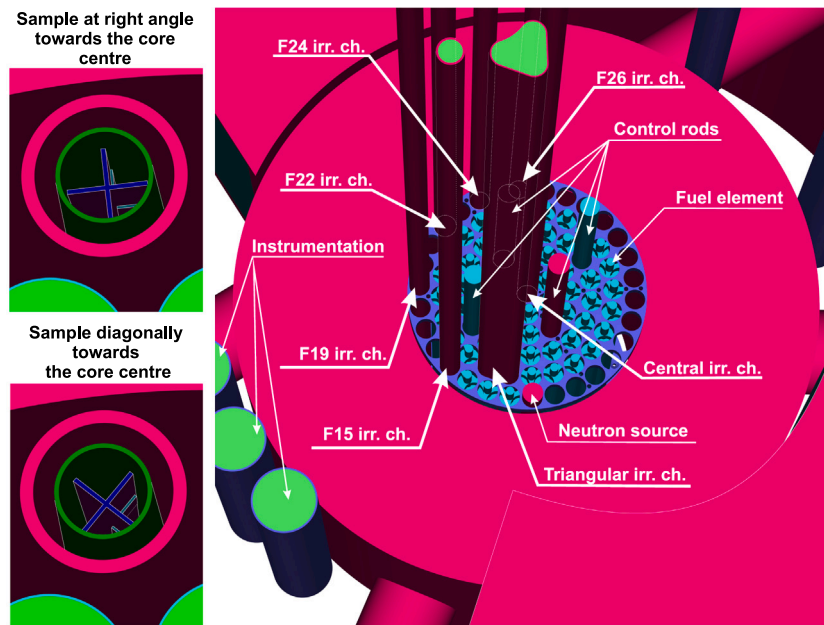 Sample at right angle
towards the core
centre
Sample diagonally
towards
the core centre
F24 irr. ch.
F26 irr. ch.
Control rods
F22 irr. ch.
Fuel element
Instrumentation
F19 irr. ch.
Central irr. ch.
F15 irr. ch.
Neutron source
Triangular irr. ch.